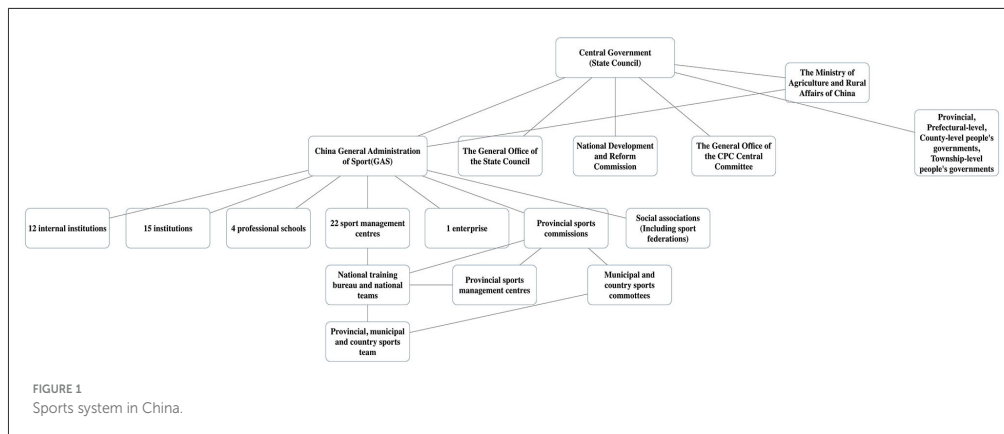 Central Government
(State Council)
The Ministry of
Agriculture and Rural
Affairs of China
China General Administration
of Sport(GAS)
The General Office of
the State Council
National Development
and Reform
Commission
The General Office of
the CPC Central
Committee
Provincial,
Prefectural-level,
County-level people's
governments,
Township-level
people's governments
12 internal institutions
15 institutions
4 professional schools
22 sport management
centres
1 enterprise
Provincial sports
commissions
Social associations
(Including sport
federations)
National training
bureau and national
teams
Provincial sports
management centres
Municipal and
country sports
committees
Provincial, municipal
and country sports
team
FIGURE 1
Sports system in China.